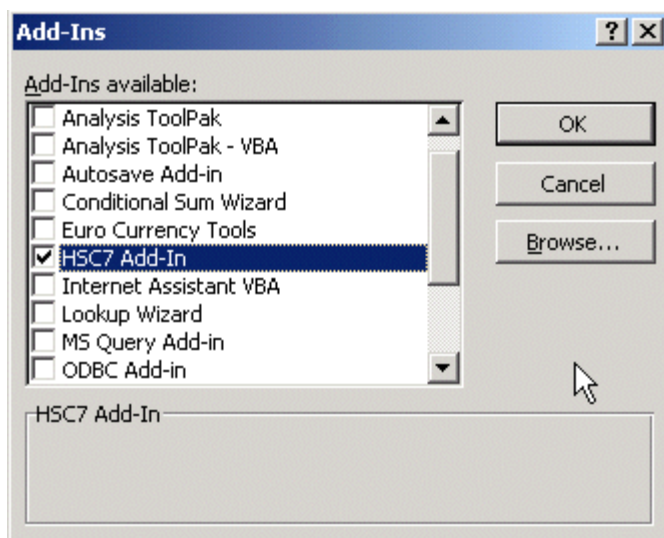 Add-Ins
Add-Ins available:
Analysis ToolPak
Analysis ToolPak - VBA
Autosave Add-in
Conditional Sum Wizard
Euro Currency Tools
HSC7 Add-In
Internet Assistant VBA
Lookup Wizard
MS Query Add-in
ODBC Add-in
OK
Cancel
Browse...
HSC7 Add-In